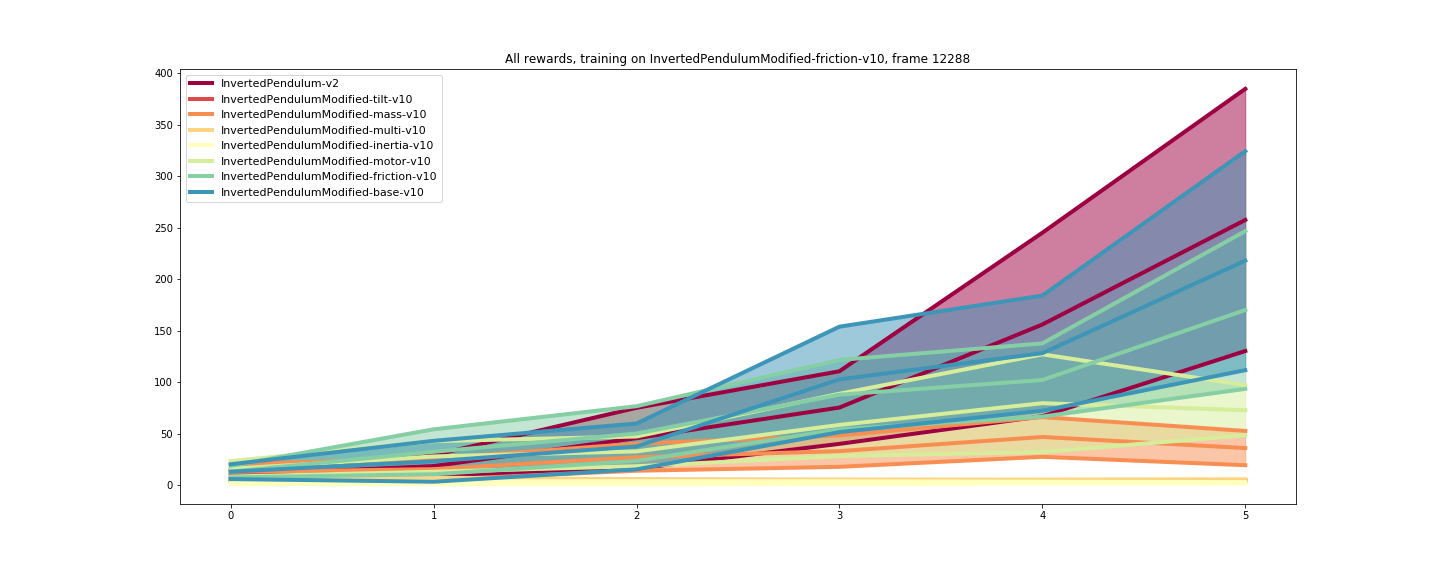 All rewards, training on InvertedPendulumModified-friction-v10, frame 12288
400
350
300
250
200
150
100
50
0
InvertedPendulum-v2
InvertedPendulumModified-tilt-v10
InvertedPendulumModified-mass-v10
InvertedPendulumModified-multi-v10
InvertedPendulumModified-inertia-v10
InvertedPendulumModified-motor-v10
InvertedPendulumModified-friction-v10
InvertedPendulumModified-base-v10
0 1 2 3 4 5